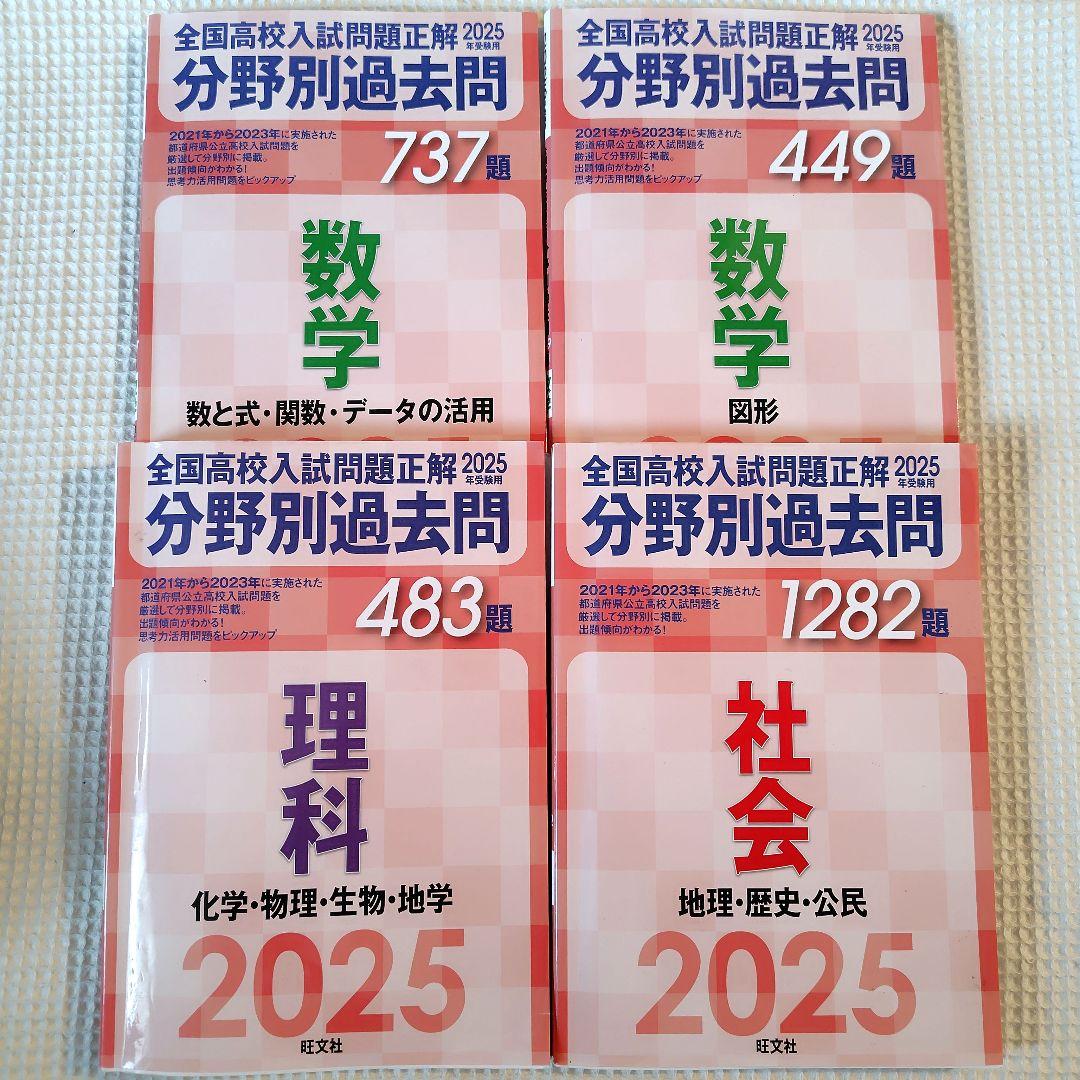 全国高校入試問題正解 2025年受験用
分野別過去問
2021年から2023年に実施された
都道府県公立高校入試問題を
厳選して分野別に掲載。
出題傾向がわかる!
思考力活用問題をピックアップ
737題
数学
数と式・関数・データの活用
全国高校入試問題正解 2025年受験用
分野別過去問
2021年から2023年に実施された
都道府県公立高校入試問題を
厳選して分野別に掲載。
出題傾向がわかる!
思考力活用問題をピックアップ
449題
数学
図形
全国高校入試問題正解 2025年受験用
分野別過去問
2021年から2023年に実施された
都道府県公立高校入試問題を
厳選して分野別に掲載。
出題傾向がわかる!
思考力活用問題をピックアップ
483題
理科
化学・物理・生物・地学
2025
旺文社
全国高校入試問題正解 2025年受験用
分野別過去問
2021年から2023年に実施された
都道府県公立高校入試問題を
厳選して分野別に掲載。
出題傾向がわかる!
1282題
社会
地理・歴史・公民
2025
旺文社